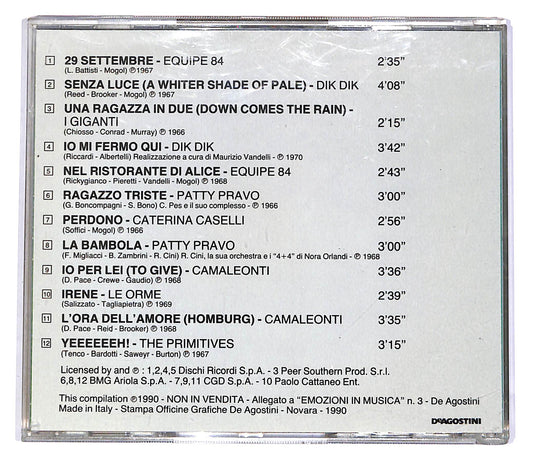 1 29 SETTEMBRE - EQUIPE 84 2'35"
(L. Battisti - Mogol) ℗1967
2 SENZA LUCE (A WHITER SHADE OF PALE) - DIK DIK 4'08"
(Reed - Brooker - Mogol) ℗1967
3 UNA RAGAZZA IN DUE (DOWN COMES THE RAIN) -
I GIGANTI 2'15"
(Chiosso - Conrad - Murray) ℗ 1966
4 IO MI FERMO QUI - DIK DIK 3'42"
(Riccardi - Albertelli) Realizzazione a cura di Maurizio Vandelli - ℗ 1970
5 NEL RISTORANTE DI ALICE - EQUIPE 84 2'43"
(Rickygianco - Pieretti - Vandelli - Mogol) ℗ 1968
6 RAGAZZO TRISTE - PATTY PRAVO 3'00"
(G. Boncompagni - S. Bono) C. Pes e il suo complesso - ℗ 1966
7 PERDONO - CATERINA CASELLI 2'56"
(Soffici - Mogol) ℗ 1966
8 LA BAMBOLA - PATTY PRAVO 3'00"
(F. Migliacci - B. Zambrini - R. Cini) R. Cini, la sua orchestra e i "4+4" di Nora Orlandi - ℗ 1968
9 IO PER LEI (TO GIVE) - CAMALEONTI 3'36"
(D. Pace - Crewe - Gaudio) ℗ 1968
10 IRENE - LE ORME 2'39"
(Salizzato - Tagliapietra) ℗ 1969
11 L'ORA DELL'AMORE (HOMBURG) - CAMALEONTI 3'35"
(D. Pace - Reid - Brooker) ℗ 1968
12 YEEEEEEH! - THE PRIMITIVES 3'15"
(Tenco - Bardotti - Saweyr - Burton) ℗ 1967
Licensed by and ℗ : 1,2,4,5 Dischi Ricordi S.p.A. - 3 Peer Southern Prod. S.r.l.
6,8,12 BMG Ariola S.p.A. - 7,9,11 CGD S.p.A. - 10 Paolo Cattaneo Ent.
This compilation ℗1990 - NON IN VENDITA - Allegato a "EMOZIONI IN MUSICA" n. 3 - De Agostini
Made in Italy - Stampa Officine Grafiche De Agostini - Novara - 1990
DEAGOSTINI